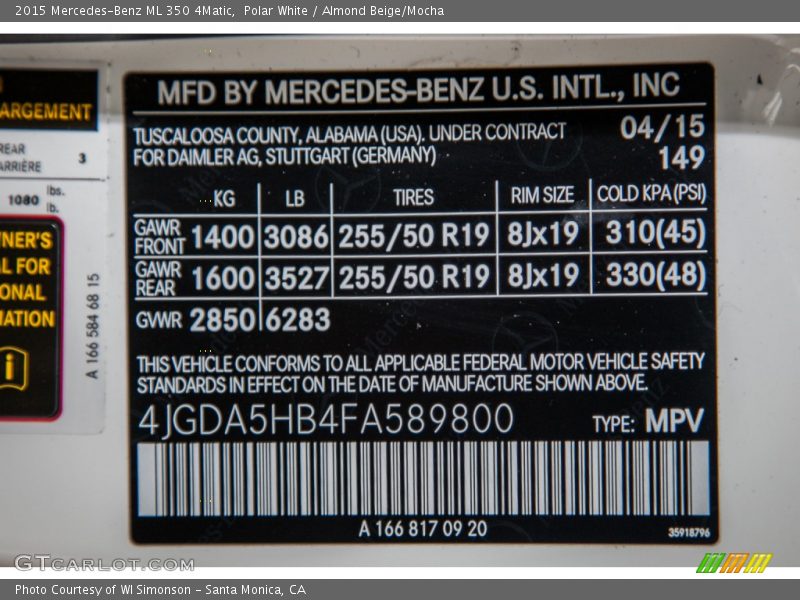 2015 Mercedes-Benz ML 350 4Matic,  Polar White / Almond Beige/Mocha
ARGEMENT
REAR
ARRIÈRE
3
1080 lbs.
lb.
NER'S
L FOR
ONAL
MATION
i
A 166 584 68 15
MFD BY MERCEDES-BENZ U.S. INTL., INC
TUSCALOOSA COUNTY, ALABAMA (USA), UNDER CONTRACT
FOR DAIMLER AG, STUTTGART (GERMANY)
04/15
149
KG LB TIRES RIM SIZE COLD KPA (PSI)
GAWR FRONT 1400 3086 255/50 R19 8Jx19 310(45)
GAWR REAR 1600 3527 255/50 R19 8Jx19 330(48)
GWR 2850 6283
THIS VEHICLE CONFORMS TO ALL APPLICABLE FEDERAL MOTOR VEHICLE SAFETY
STANDARDS IN EFFECT ON THE DATE OF MANUFACTURE SHOWN ABOVE.
4JGDA5HB4FA589800 TYPE: MPV
A 166 817 09 20
35918796
GTCARLOT.COM
Photo Courtesy of WI Simonson - Santa Monica, CA